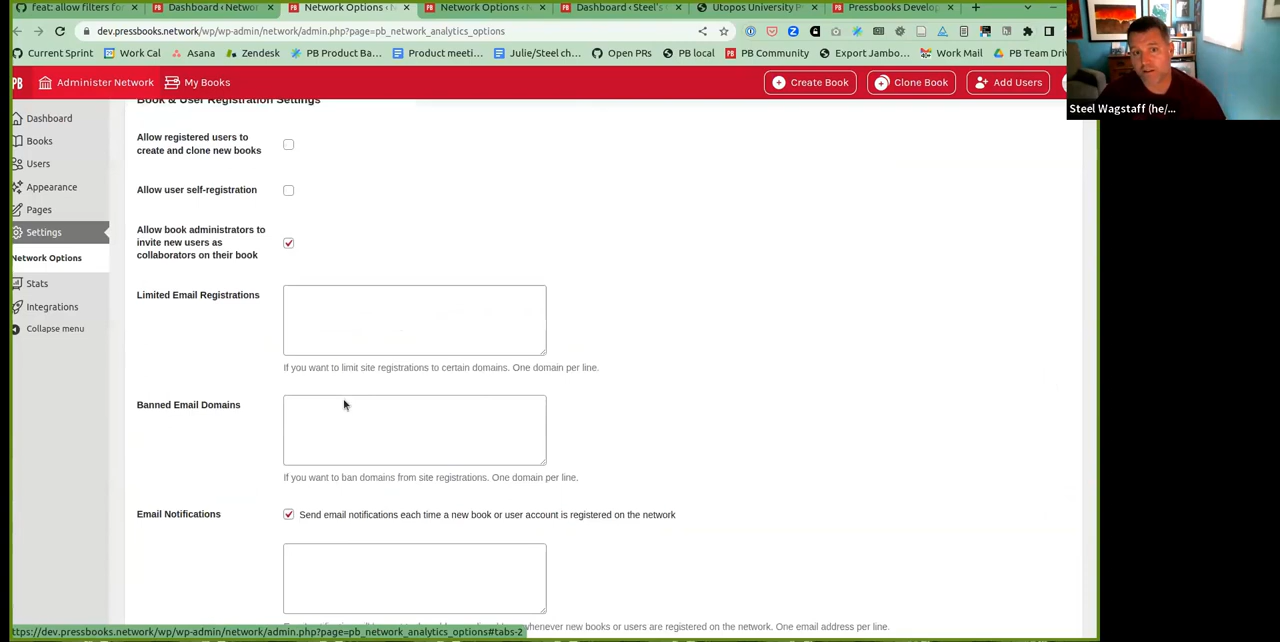 feat: allow filters for
Dashboard ‹ Networ
Network Options ‹
Network Options ‹
Dashboard ‹ Steel's
Utopos University P
Pressbooks Develo
dev.pressbooks.network/wp/wp-admin/network/admin.php?page=pb_network_analytics_options
Current Sprint
Work Cal
Asana
Zendesk
PB Product Ba...
Product meeti...
Julie/Steel ch...
Open PRs
PB local
PB Community
Export Jambo...
Work Mail
PB Team Driv
PB
Administer Network
My Books
Create Book
Clone Book
Add Users
Steel Wagstaff (he/...
Dashboard
Books
Users
Appearance
Pages
Settings
Network Options
Stats
Integrations
Collapse menu
Book & User Registration Settings
Allow registered users to
create and clone new books
Allow user self-registration
Allow book administrators to
invite new users as
collaborators on their book
Limited Email Registrations
If you want to limit site registrations to certain domains. One domain per line.
Banned Email Domains
If you want to ban domains from site registrations. One domain per line.
Email Notifications
Send email notifications each time a new book or user account is registered on the network
whenever new books or users are registered on the network. One email address per line.
ttps://dev.pressbooks.network/wp/wp-admin/network/admin.php?page=pb_network_analytics_options#tabs-2